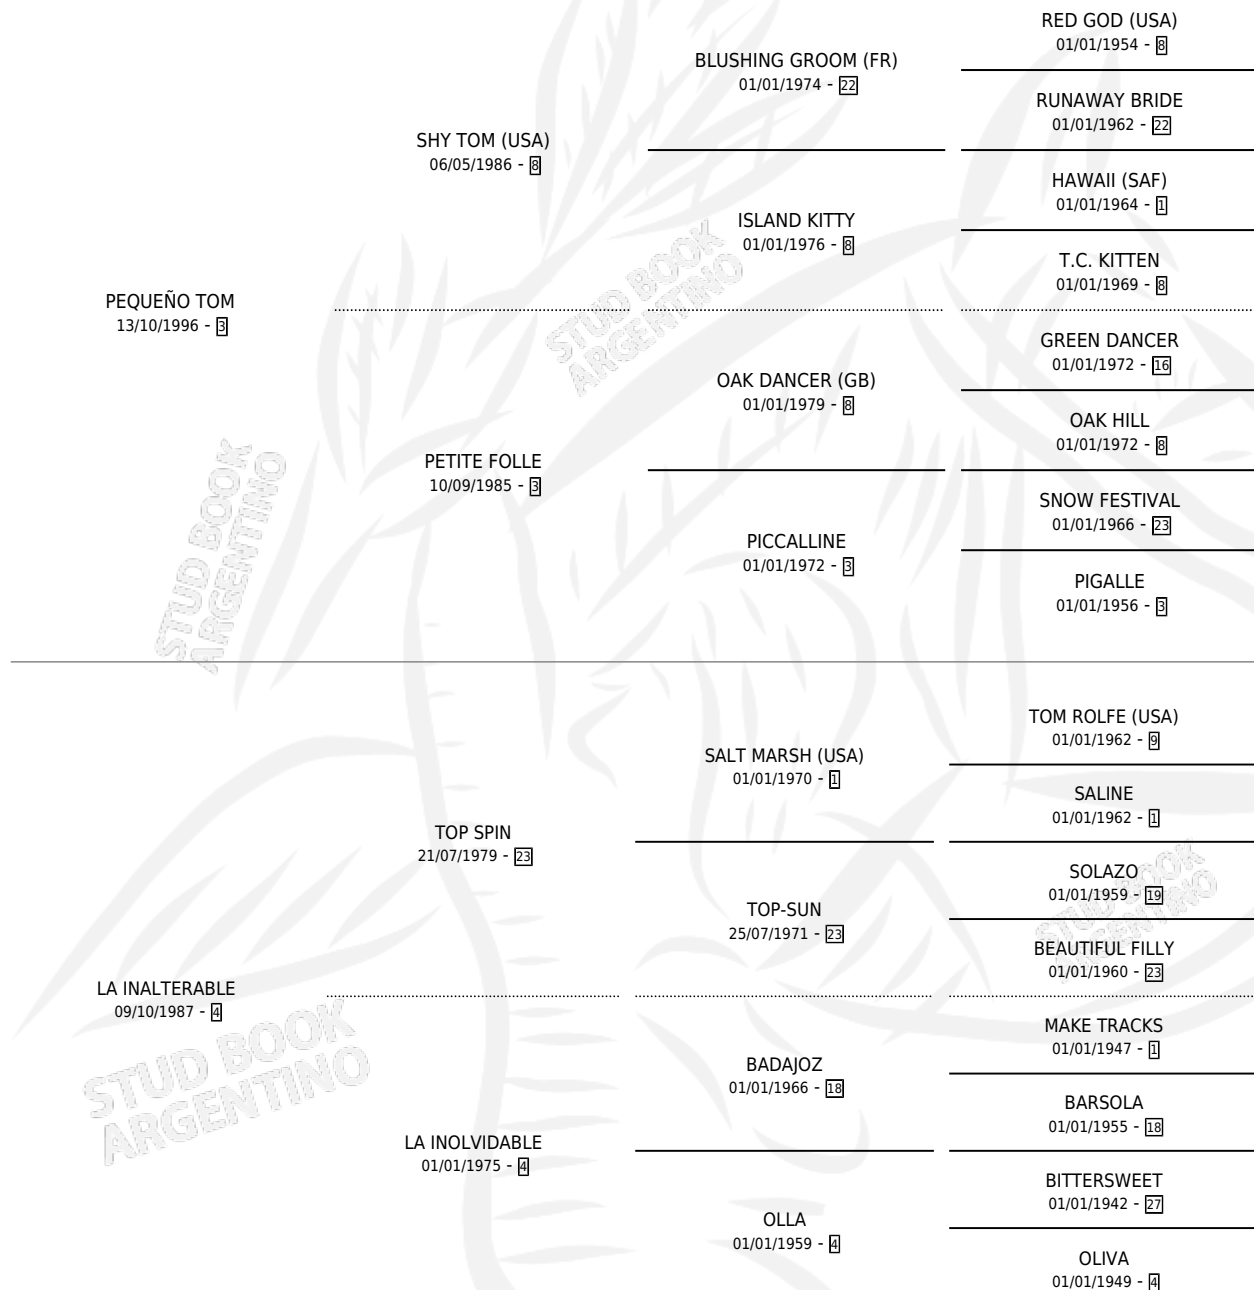 RED GOD (USA)
01/01/1954 - 8
BLUSHING GROOM (FR)
01/01/1974 - 22
RUNAWAY BRIDE
01/01/1962 - 22
SHY TOM (USA)
06/05/1986 - 8
HAWAII (SAF)
01/01/1964 - 1
ISLAND KITTY
01/01/1976 - 8
T.C. KITTEN
01/01/1969 - 8
PEQUEÑO TOM
13/10/1996 - 3
GREEN DANCER
01/01/1972 - 16
OAK DANCER (GB)
01/01/1979 - 8
OAK HILL
01/01/1972 - 8
PETITE FOLLE
10/09/1985 - 3
SNOW FESTIVAL
01/01/1966 - 23
PICCALLINE
01/01/1972 - 3
PIGALLE
01/01/1956 - 3
TOM ROLFE (USA)
01/01/1962 - 9
SALT MARSH (USA)
01/01/1970 - 1
SALINE
01/01/1962 - 1
TOP SPIN
21/07/1979 - 23
SOLAZO
01/01/1959 - 19
TOP-SUN
25/07/1971 - 23
BEAUTIFUL FILLY
01/01/1960 - 23
LA INALTERABLE
09/10/1987 - 4
MAKE TRACKS
01/01/1947 - 1
BADAJOZ
01/01/1966 - 18
BARSOLA
01/01/1955 - 18
LA INOLVIDABLE
01/01/1975 - 4
BITTERSWEET
01/01/1942 - 27
OLLA
01/01/1959 - 4
OLIVA
01/01/1949 - 4
STUD BOOK
ARGENTINO
STUD BOOK
ARGENTINO
STUD BOOK
ARGENTINO
STUD BOOK
ARGENTINO